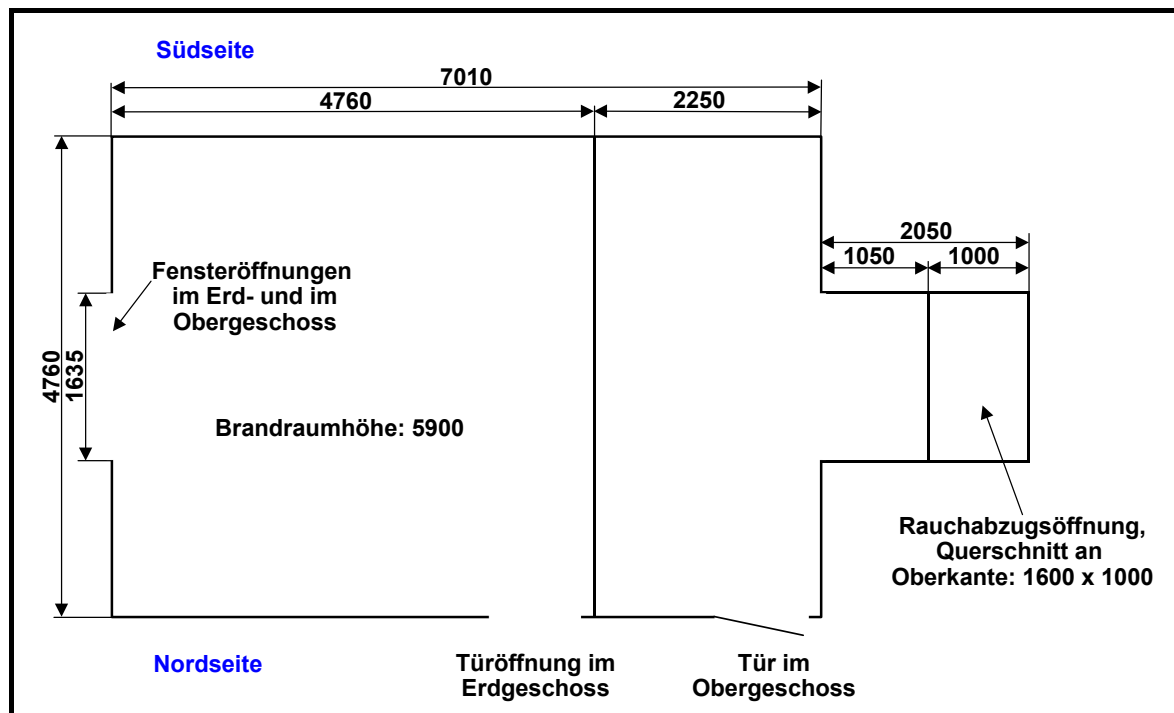 Südseite
7010
4760
2250
2050
1050
1000
Fensteröffnungen
im Erd- und im
Obergeschoss
4760
1635
Brandraumhöhe: 5900
Rauchabzugsöffnung,
Querschnitt an
Oberkante: 1600 x 1000
Nordseite
Türöffnung im
Erdgeschoss
Tür im
Obergeschoss